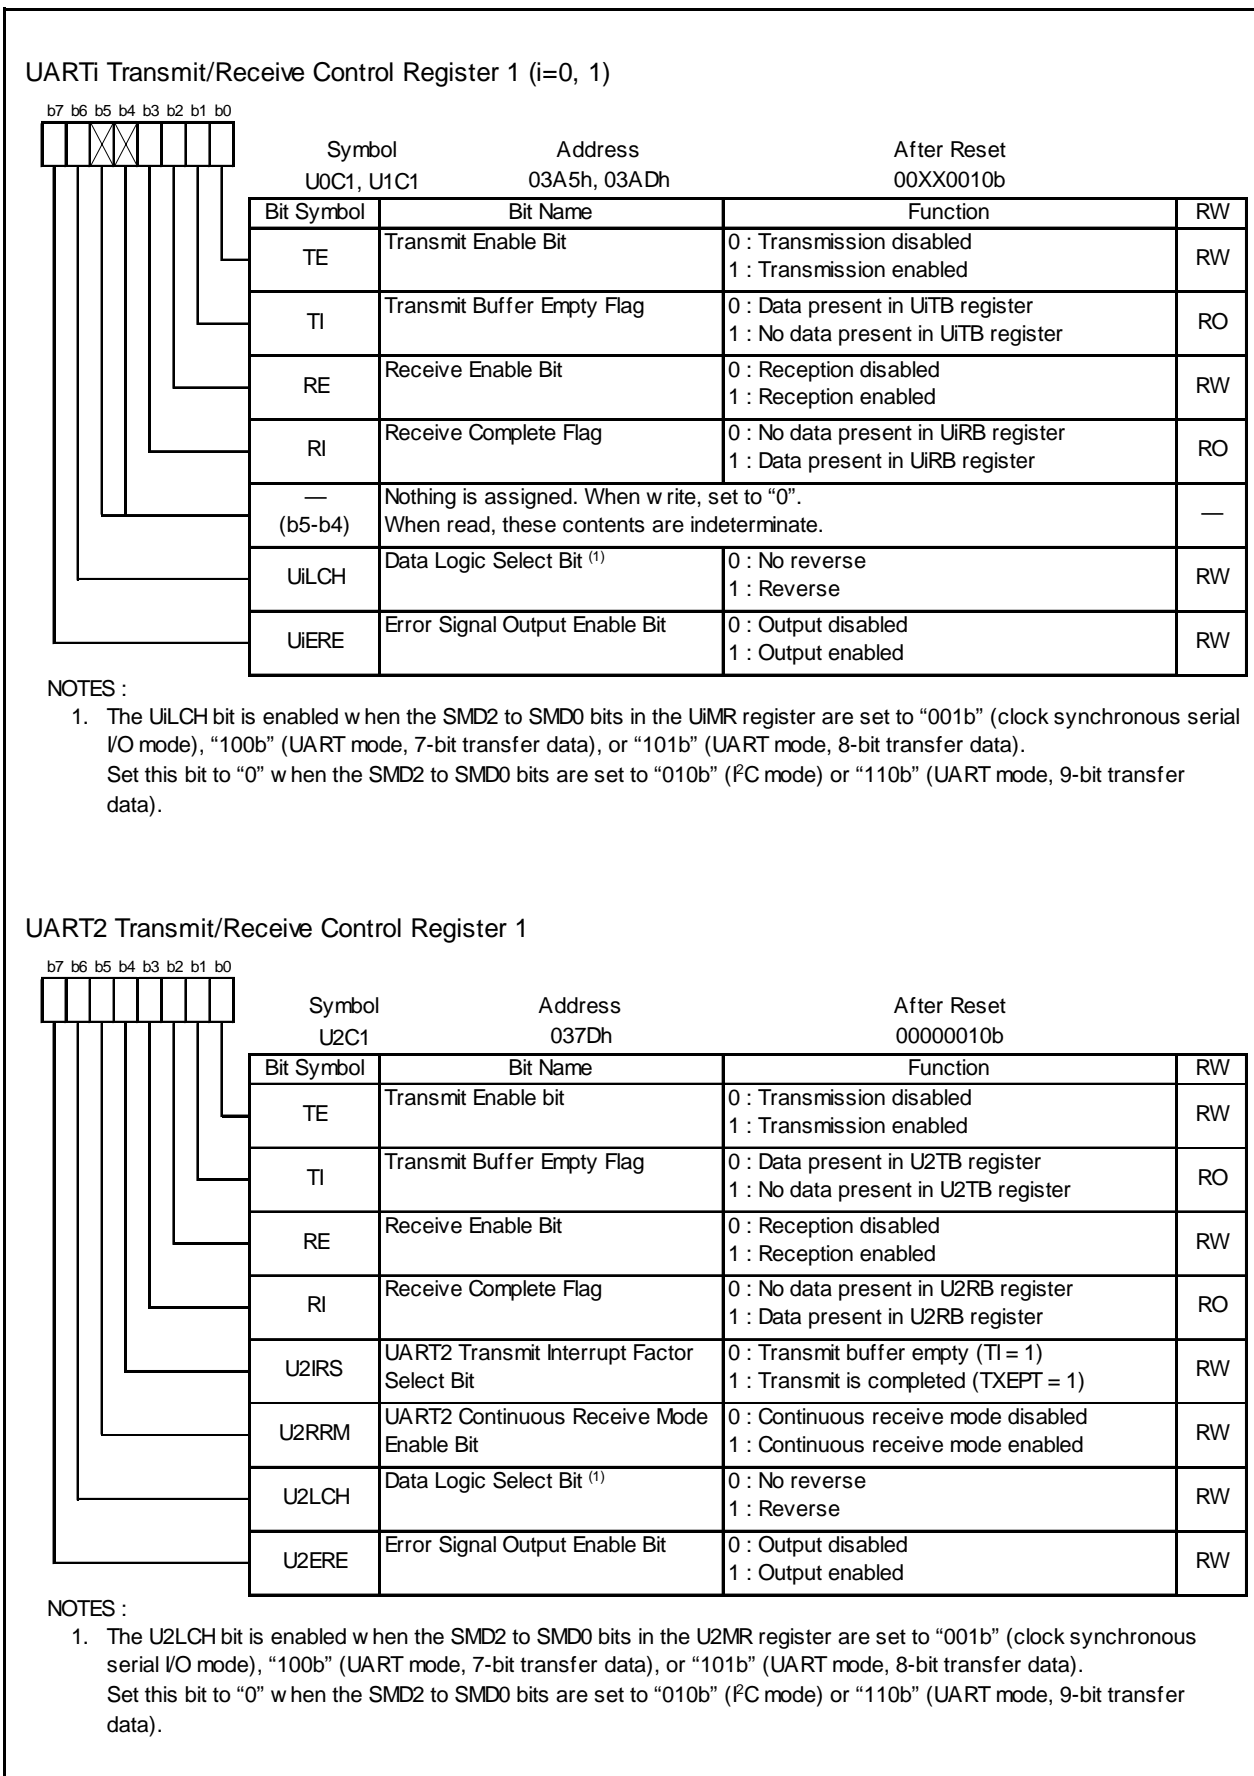 UARTi Transmit/Receive Control Register 1 (i=0, 1)
b7 b6 b5 b4 b3 b2 b1 b0
Symbol Address After Reset
U0C1, U1C1 03A5h, 03ADh 00XX0010b
Bit Symbol Bit Name Function RW
TE Transmit Enable Bit 0 : Transmission disabled RW
1 : Transmission enabled
TI Transmit Buffer Empty Flag 0 : Data present in UiTB register RO
1 : No data present in UiTB register
RE Receive Enable Bit 0 : Reception disabled RW
1 : Reception enabled
RI Receive Complete Flag 0 : No data present in UiRB register RO
1 : Data present in UiRB register
— Nothing is assigned. When write, set to “0”. —
(b5-b4) When read, these contents are indeterminate.
UiLCH Data Logic Select Bit (1) 0 : No reverse RW
1 : Reverse
UiERE Error Signal Output Enable Bit 0 : Output disabled RW
1 : Output enabled
NOTES :
1. The UiLCH bit is enabled when the SMD2 to SMD0 bits in the UiMR register are set to “001b” (clock synchronous serial
I/O mode), “100b” (UART mode, 7-bit transfer data), or “101b” (UART mode, 8-bit transfer data).
Set this bit to “0” when the SMD2 to SMD0 bits are set to “010b” (I²C mode) or “110b” (UART mode, 9-bit transfer
data).
UART2 Transmit/Receive Control Register 1
b7 b6 b5 b4 b3 b2 b1 b0
Symbol Address After Reset
U2C1 037Dh 00000010b
Bit Symbol Bit Name Function RW
TE Transmit Enable bit 0 : Transmission disabled RW
1 : Transmission enabled
TI Transmit Buffer Empty Flag 0 : Data present in U2TB register RO
1 : No data present in U2TB register
RE Receive Enable Bit 0 : Reception disabled RW
1 : Reception enabled
RI Receive Complete Flag 0 : No data present in U2RB register RO
1 : Data present in U2RB register
U2IRS UART2 Transmit Interrupt Factor 0 : Transmit buffer empty (TI = 1) RW
Select Bit 1 : Transmit is completed (TXEPT = 1)
U2RRM UART2 Continuous Receive Mode 0 : Continuous receive mode disabled RW
Enable Bit 1 : Continuous receive mode enabled
U2LCH Data Logic Select Bit (1) 0 : No reverse RW
1 : Reverse
U2ERE Error Signal Output Enable Bit 0 : Output disabled RW
1 : Output enabled
NOTES :
1. The U2LCH bit is enabled when the SMD2 to SMD0 bits in the U2MR register are set to “001b” (clock synchronous
serial I/O mode), “100b” (UART mode, 7-bit transfer data), or “101b” (UART mode, 8-bit transfer data).
Set this bit to “0” when the SMD2 to SMD0 bits are set to “010b” (I²C mode) or “110b” (UART mode, 9-bit transfer
data).